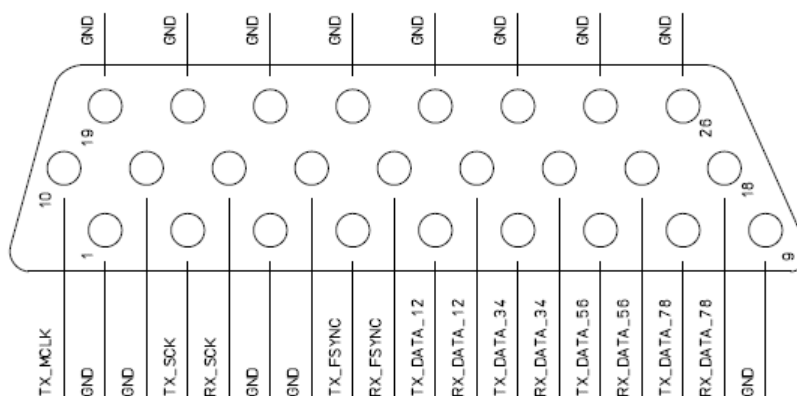 GND
GND
GND
GND
GND
GND
GND
GND
19
26
10
18
1
9
TX_MCLK
GND
GND
TX_SCK
RX_SCK
GND
GND
TX_FSYNC
RX_FSYNC
TX_DATA_12
RX_DATA_12
TX_DATA_34
RX_DATA_34
TX_DATA_56
RX_DATA_56
TX_DATA_78
RX_DATA_78
GND